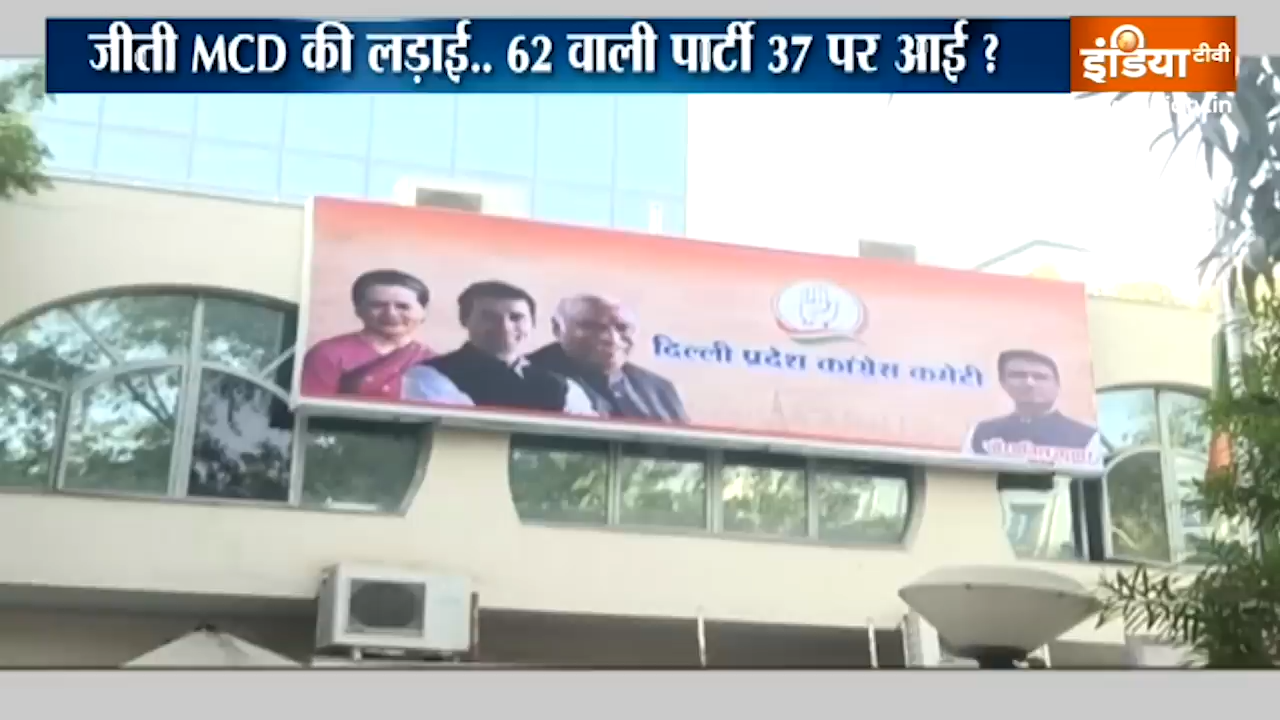 जीती MCD की लड़ाई.. 62 वाली पार्टी 37 पर आई ?
इंडिया टीवी
दिल्ली प्रदेश कांग्रेस कमेटी